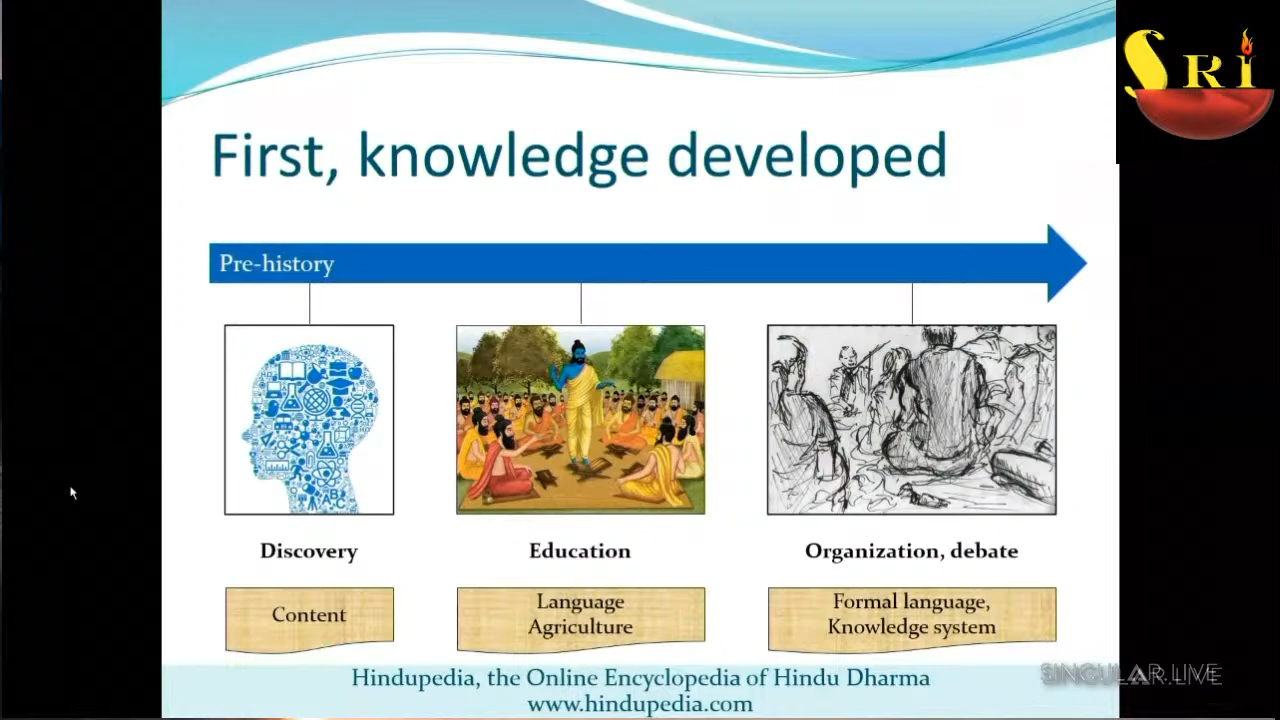 SRi
First, knowledge developed
Pre-history
Discovery
Education
Organization, debate
Content
Language
Agriculture
Formal language,
Knowledge system
Hindupedia, the Online Encyclopedia of Hindu Dharma
www.hindupedia.com
SINGULAR.LIVE